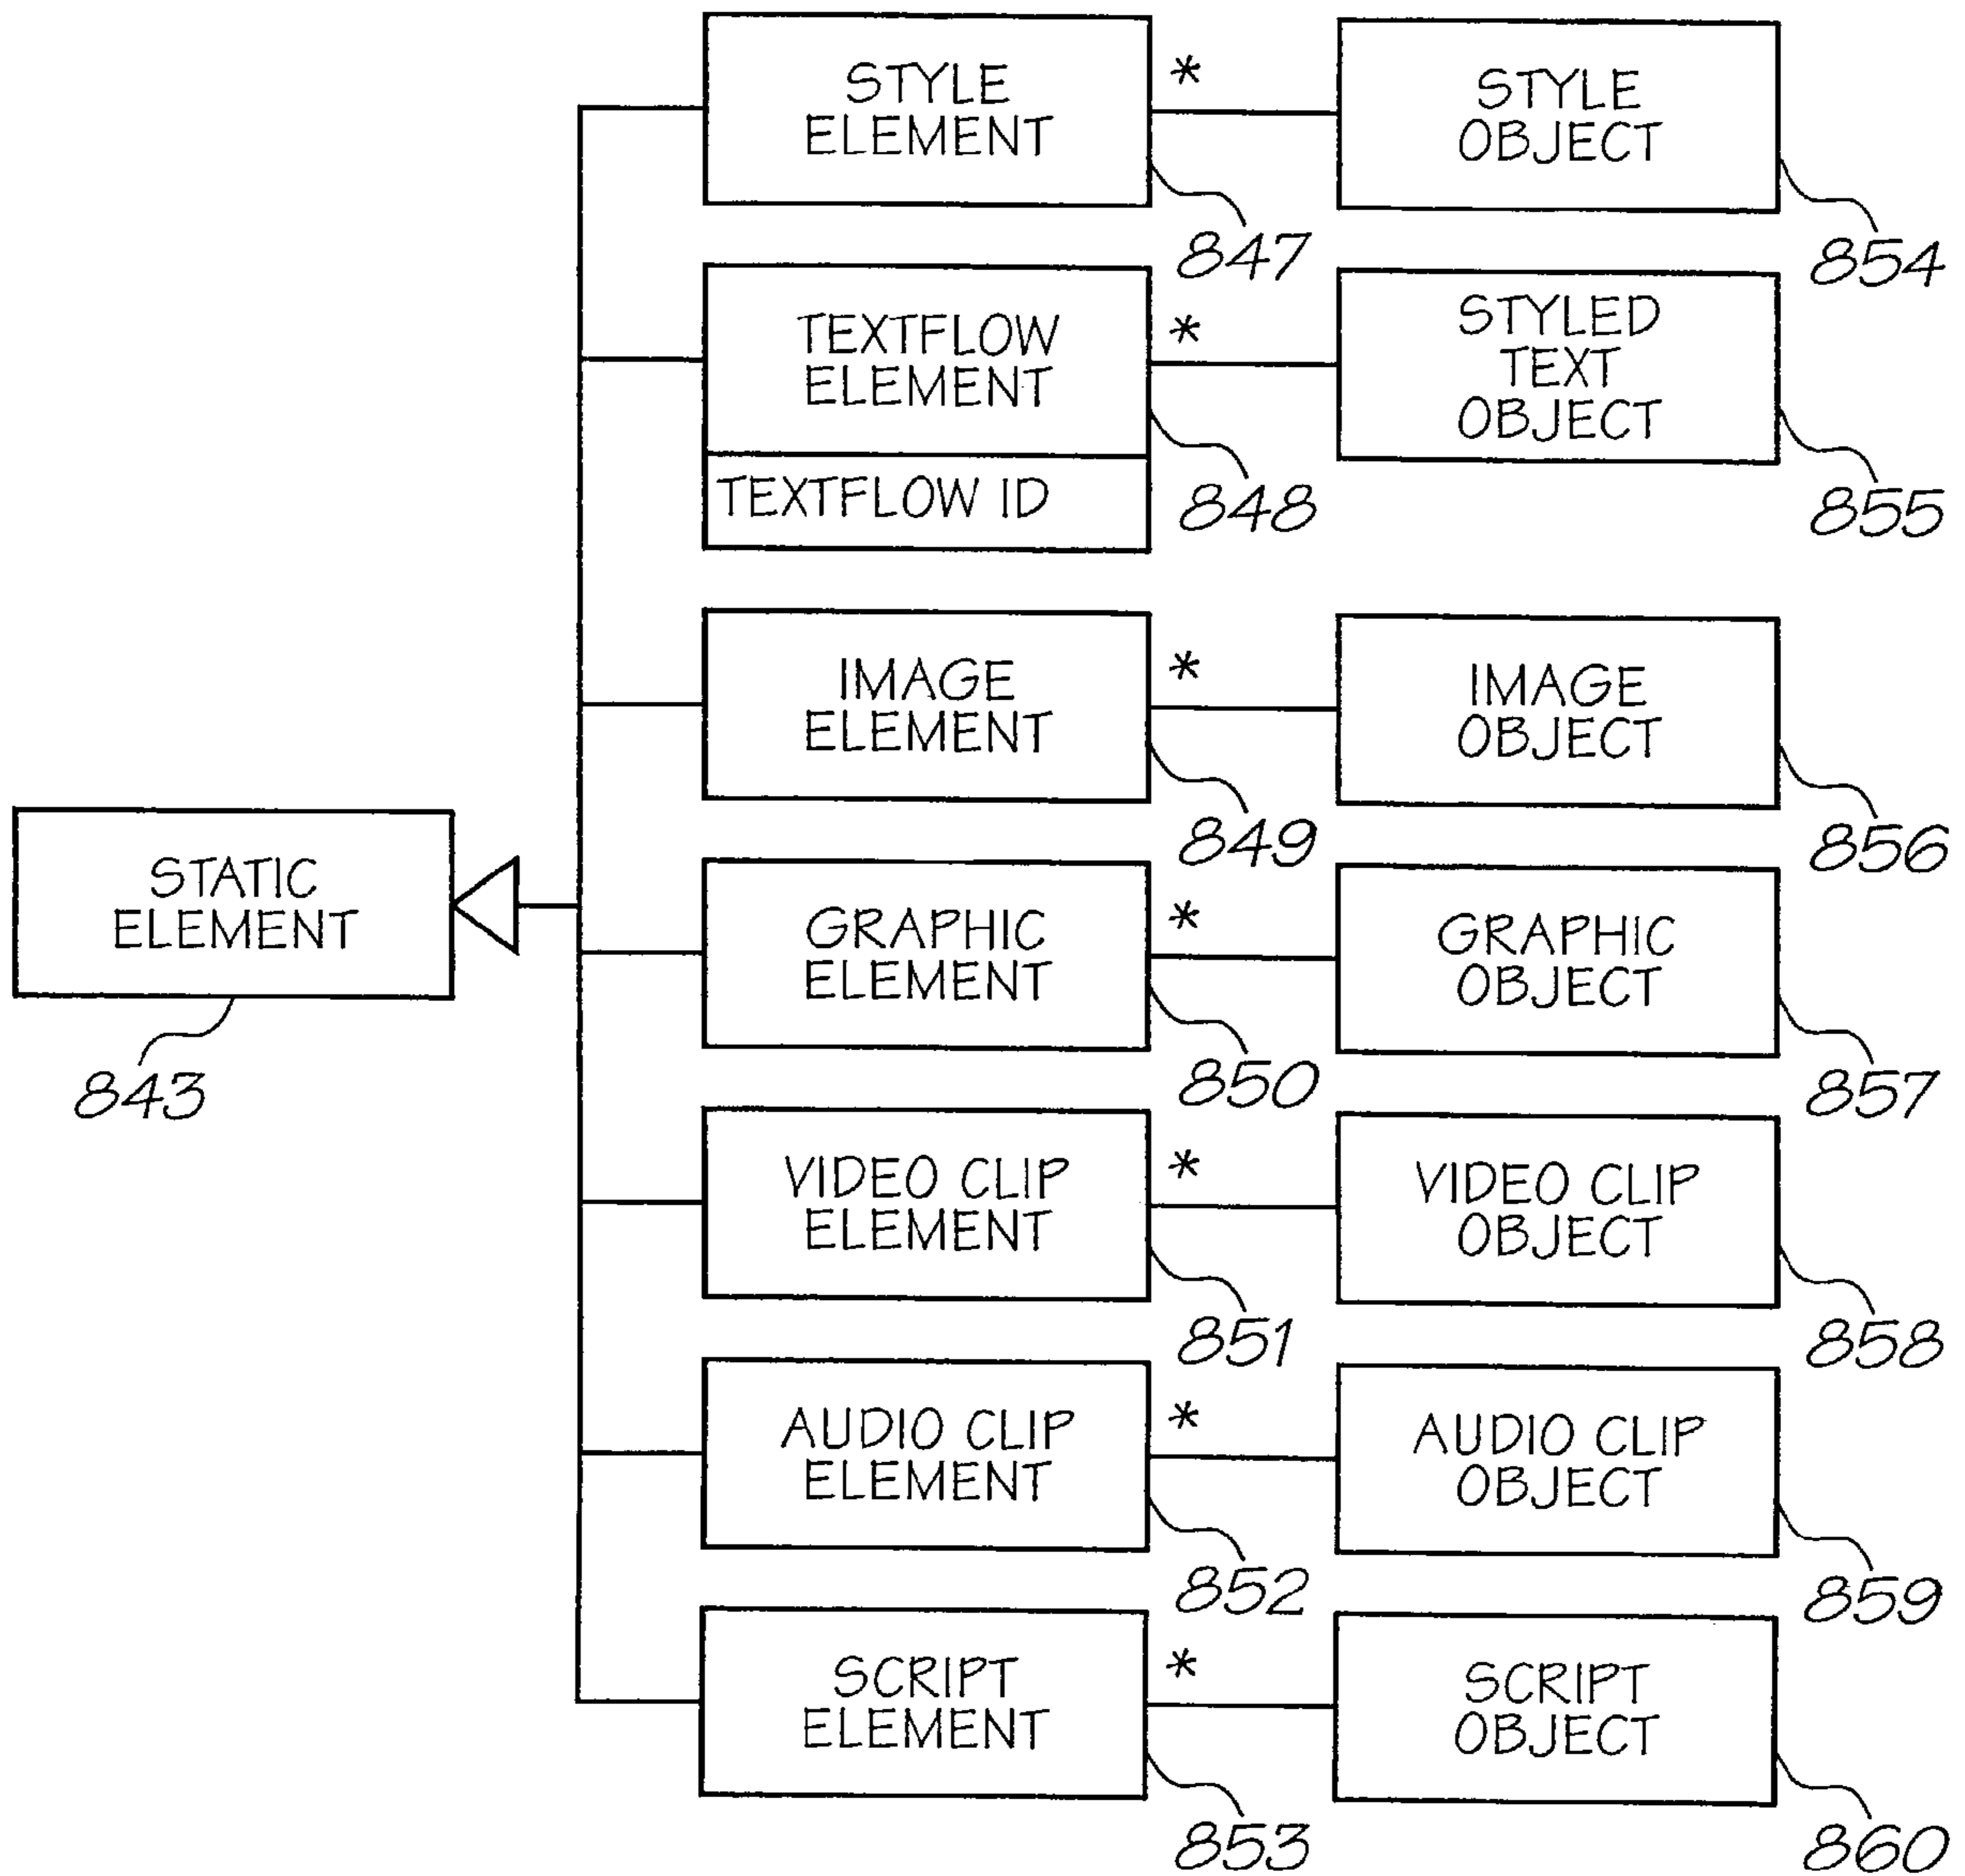 STYLE
ELEMENT
*
847
STYLE
OBJECT
854
TEXTFLOW
ELEMENT
TEXTFLOW ID
*
848
STYLED
TEXT
OBJECT
855
IMAGE
ELEMENT
*
849
IMAGE
OBJECT
856
STATIC
ELEMENT
843
GRAPHIC
ELEMENT
*
850
GRAPHIC
OBJECT
857
VIDEO CLIP
ELEMENT
*
851
VIDEO CLIP
OBJECT
858
AUDIO CLIP
ELEMENT
*
852
AUDIO CLIP
OBJECT
859
SCRIPT
ELEMENT
*
853
SCRIPT
OBJECT
860